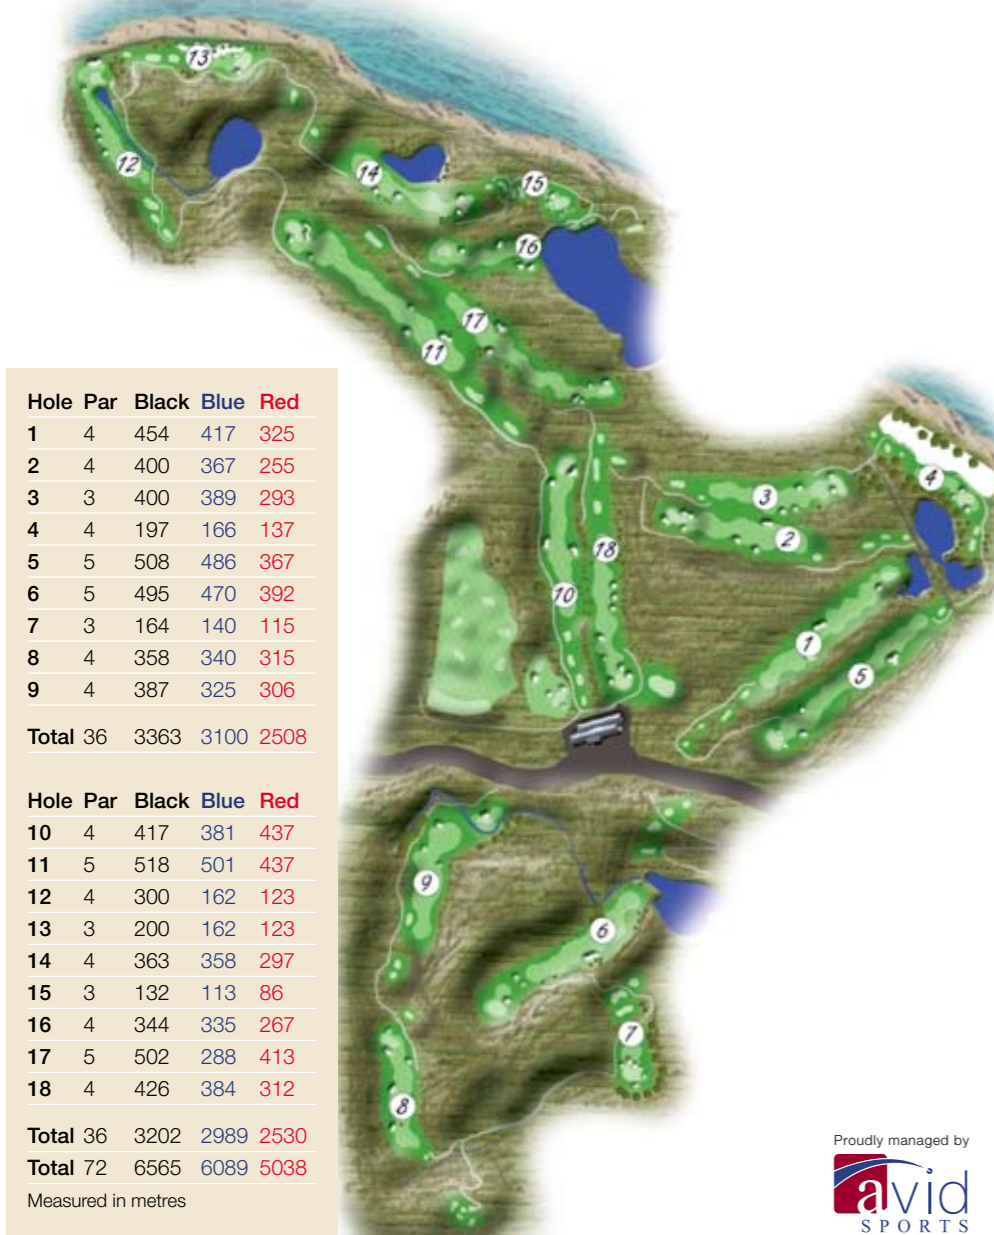 Hole Par Black Blue Red
1 4 454 417 325
2 4 400 367 255
3 3 400 389 293
4 4 197 166 137
5 5 508 486 367
6 5 495 470 392
7 3 164 140 115
8 4 358 340 315
9 4 387 325 306
Total 36 3363 3100 2508
Hole Par Black Blue Red
10 4 417 381 437
11 5 518 501 437
12 4 300 162 123
13 3 200 162 123
14 4 363 358 297
15 3 132 113 86
16 4 344 335 267
17 5 502 288 413
18 4 426 384 312
Total 36 3202 2989 2530
Total 72 6565 6089 5038
Measured in metres
13
12
14
15
16
17
11
4
3
2
18
10
1
5
9
6
7
8
Proudly managed by
avid
SPORTS